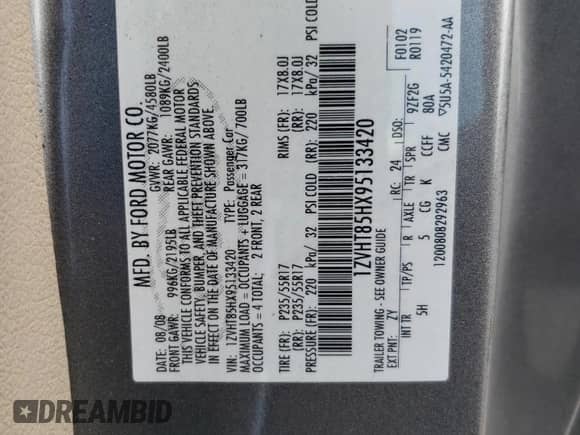 MFD. BY FORD MOTOR CO.
DATE: 08/08 GVWR: 2077KG/4580LB
FRONT GAWR: 996KG/2195LB REAR GAWR: 1089KG/2400LB
THIS VEHICLE CONFORMS TO ALL APPLICABLE FEDERAL MOTOR
VEHICLE SAFETY, BUMPER, AND THEFT PREVENTION STANDARDS
IN EFFECT ON THE DATE OF MANUFACTURE SHOWN ABOVE.
VIN: 1ZVHT85HX95133420 TYPE: Passenger Car
MAXIMUM LOAD = OCCUPANTS + LUGGAGE = 317KG/ 700LB
OCCUPANTS = 4 TOTAL: 2 FRONT, 2 REAR
TIRE (FR): P235/55R17 RIMS (FR): 17X8.0J
(RR): P235/55R17 (RR): 17X8.0J
PRESSURE (FR): 220 kPa/ 32 PSI COLD (RR): 220 kPa/ 32 PSI COLD
1ZVHT85HX95133420
TRAILER TOWING - SEE OWNER GUIDE F0102
EXT PNT: ZY RC: 24 DSO: R0119
INT TR TP/PS R AXLE TR SPR 9ZF2G
5H 5 CG K CCFF 80A
1200808292963 CMC ▽5U5A-5420472-AA
DREAMBID